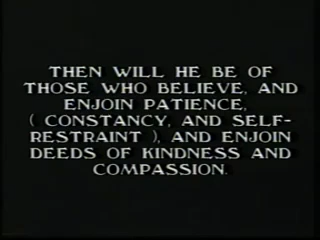 THEN WILL HE BE OF
THOSE WHO BELIEVE, AND
ENJOIN PATIENCE,
( CONSTANCY, AND SELF-
RESTRAINT ), AND ENJOIN
DEEDS OF KINDNESS AND
COMPASSION.